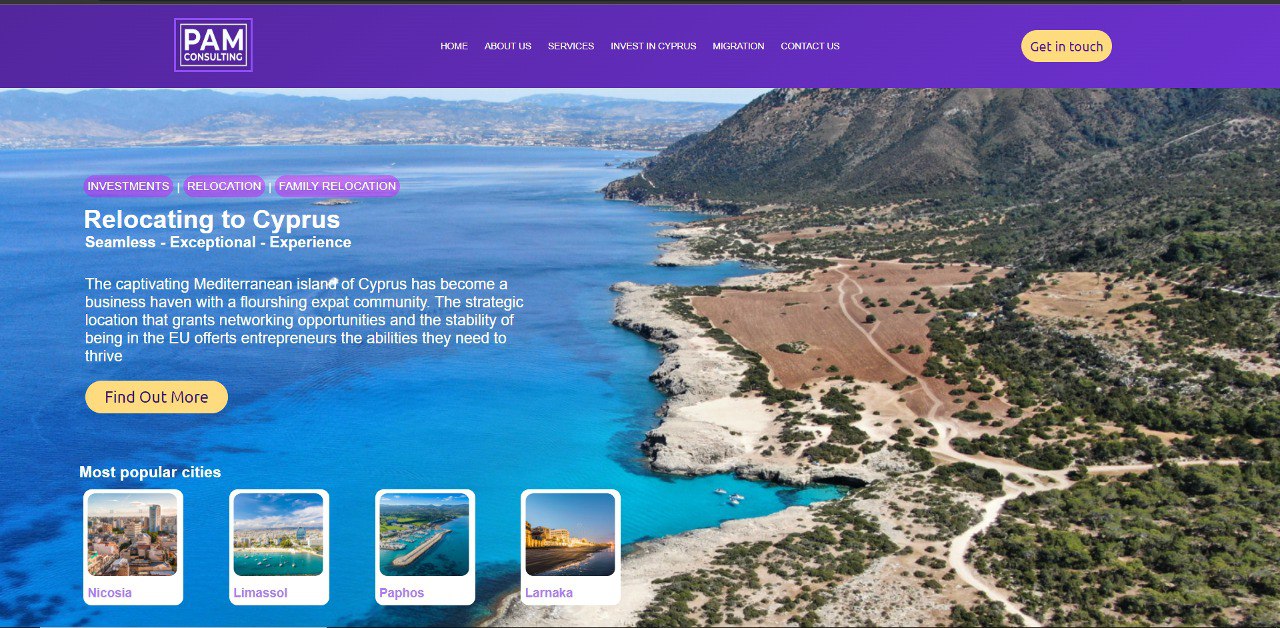 PAM
CONSULTING
HOME ABOUT US SERVICES INVEST IN CYPRUS MIGRATION CONTACT US
Get in touch
INVESTMENTS | RELOCATION | FAMILY RELOCATION
Relocating to Cyprus
Seamless - Exceptional - Experience
The captivating Mediterranean island of Cyprus has become a
business haven with a flourshing expat community. The strategic
location that grants networking opportunities and the stability of
being in the EU offerts entrepreneurs the abilities they need to
thrive
Find Out More
Most popular cities
Nicosia Limassol Paphos Larnaka